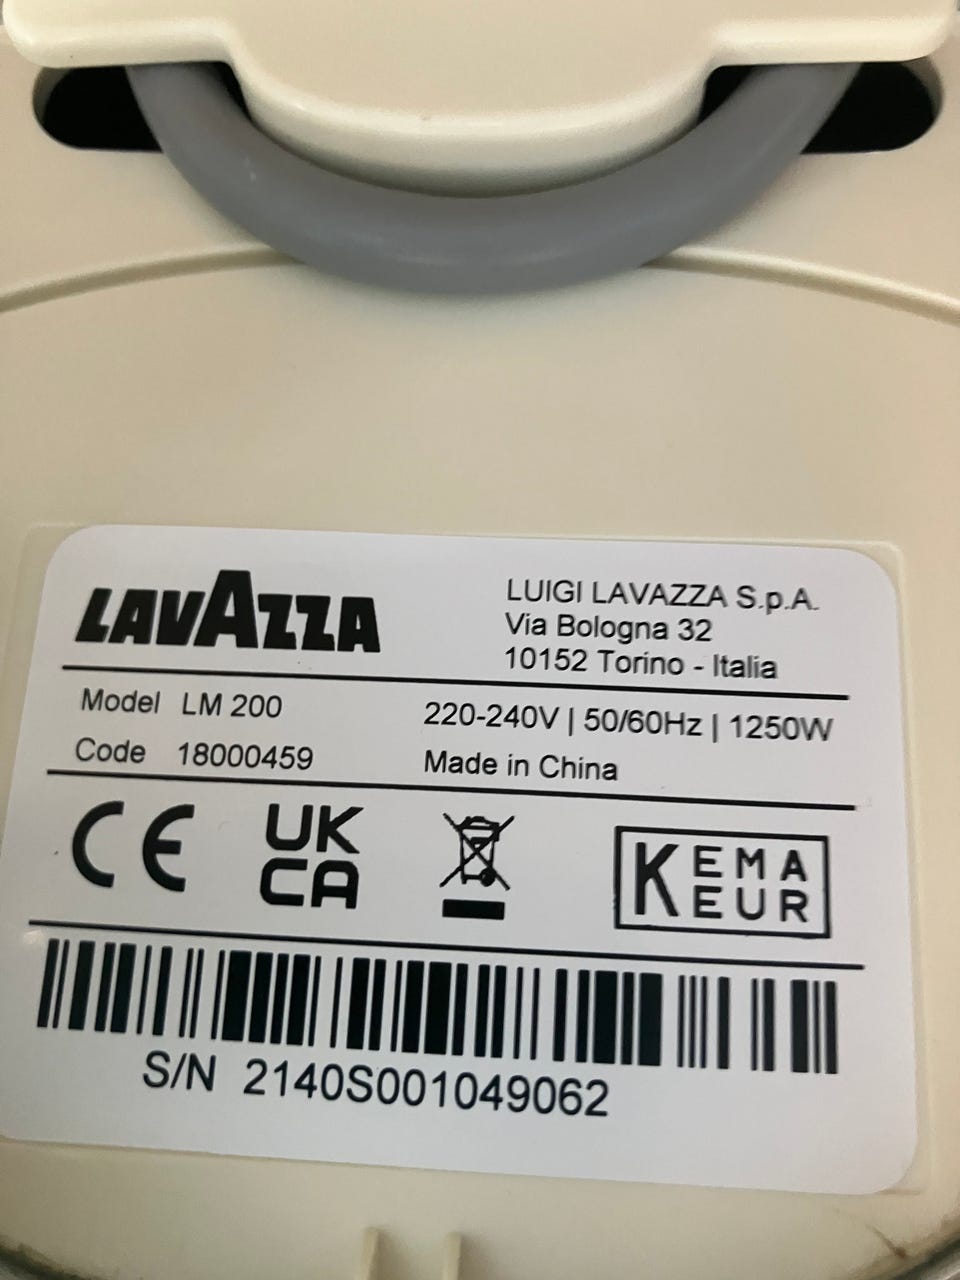 LAVAZZA
LUIGI LAVAZZA S.p.A.
Via Bologna 32
10152 Torino - Italia
Model LM 200
Code 18000459
220-240V | 50/60Hz | 1250W
Made in China
CE
UK
CA
KEMA
EUR
S/N 2140S001049062